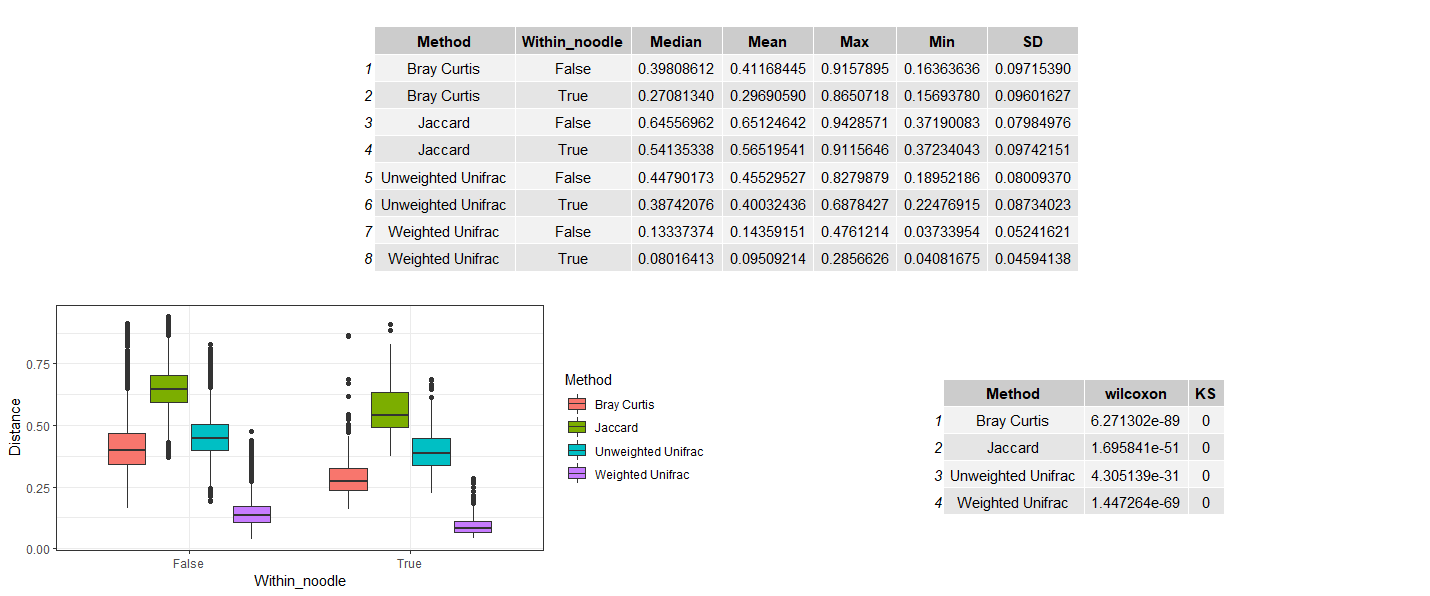 Method Within_noodle Median Mean Max Min SD
1 Bray Curtis False 0.39808612 0.41168445 0.9157895 0.16363636 0.09715390
2 Bray Curtis True 0.27081340 0.29690590 0.8650718 0.15693780 0.09601627
3 Jaccard False 0.64556962 0.65124642 0.9428571 0.37190083 0.07984976
4 Jaccard True 0.54135338 0.56519541 0.9115646 0.37234043 0.09742151
5 Unweighted Unifrac False 0.44790173 0.45529527 0.8279879 0.18952186 0.08009370
6 Unweighted Unifrac True 0.38742076 0.40032436 0.6878427 0.22476915 0.08734023
7 Weighted Unifrac False 0.13337374 0.14359151 0.4761214 0.03733954 0.05241621
8 Weighted Unifrac True 0.08016413 0.09509214 0.2856626 0.04081675 0.04594138
Distance
0.75
0.50
0.25
0.00
False True
Within_noodle
Method
Bray Curtis
Jaccard
Unweighted Unifrac
Weighted Unifrac
Method wilcoxon KS
1 Bray Curtis 6.271302e-89 0
2 Jaccard 1.695841e-51 0
3 Unweighted Unifrac 4.305139e-31 0
4 Weighted Unifrac 1.447264e-69 0